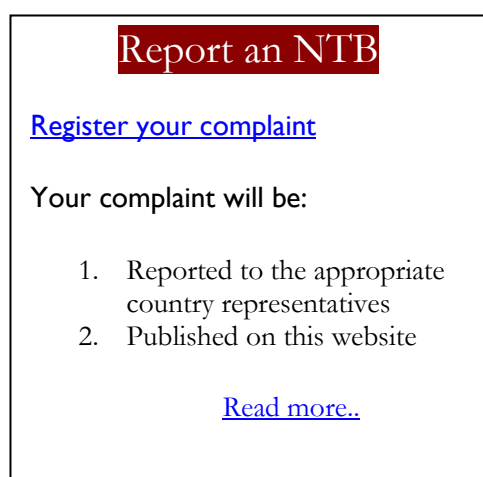 Report an NTB
Register your complaint
Your complaint will be:
1. Reported to the appropriate
country representatives
2. Published on this website
Read more..